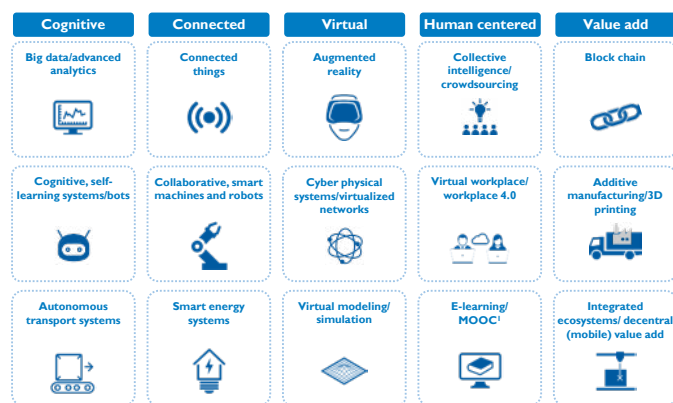 Cognitive
Connected
Virtual
Human centered
Value add
Big data/advanced
analytics
Connected
things
Augmented
reality
Collective
intelligence/
crowdsourcing
Block chain
Cognitive, self-
learning systems/bots
Collaborative, smart
machines and robots
Cyber physical
systems/virtualized
networks
Virtual workplace/
workplace 4.0
Additive
manufacturing/3D
printing
Autonomous
transport systems
Smart energy
systems
Virtual modeling/
simulation
E-learning/
MOOC¹
Integrated
ecosystems/ decentral
(mobile) value add